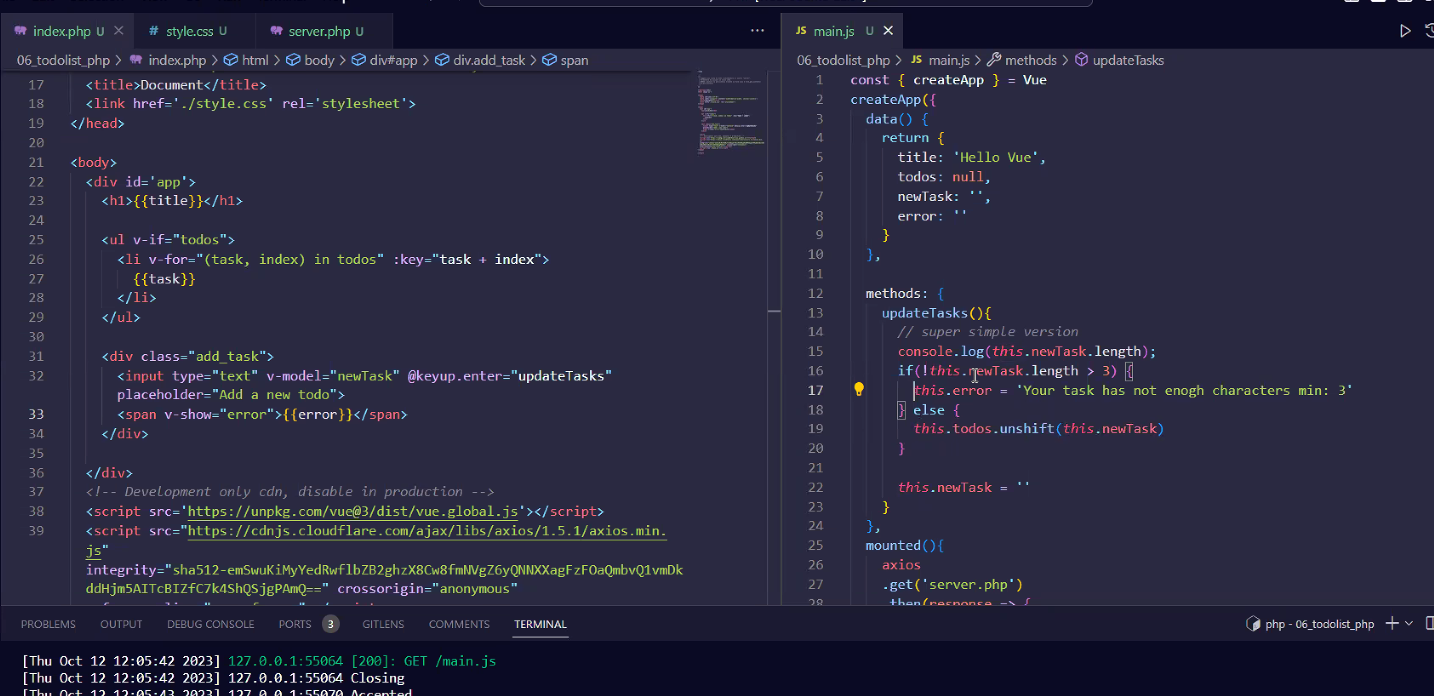 index.php U
style.css U
server.php U
06_todolist_php > index.php > html > body > div#app > div.add_task > span
17 <title>Document</title>
18 <link href='./style.css' rel='stylesheet'>
19 </head>
20
21 <body>
22 <div id='app'>
23 <h1>{{title}}</h1>
24
25 <ul v-if="todos">
26 <li v-for="(task, index) in todos" :key="task + index">
27 {{task}}
28 </li>
29 </ul>
30
31 <div class="add_task">
32 <input type="text" v-model="newTask" @keyup.enter="updateTasks"
placeholder="Add a new todo">
33 <span v-show="error">{{error}}</span>
34 </div>
35
36 </div>
37 <!-- Development only cdn, disable in production -->
38 <script src='https://unpkg.com/vue@3/dist/vue.global.js'></script>
39 <script src="https://cdnjs.cloudflare.com/ajax/libs/axios/1.5.1/axios.min.
js"
integrity="sha512-emSwuKiMyYedRwflbZB2ghzX8Cw8fmNVgZ6yQNNXXagFzFOaQmbvQ1vmDk
ddHjm5AITcBIZfC7k4ShQSjgPAmQ==" crossorigin="anonymous"
JS main.js U
06_todolist_php > JS main.js > methods > updateTasks
1 const { createApp } = Vue
2 createApp({
3 data() {
4 return {
5 title: 'Hello Vue',
6 todos: null,
7 newTask: '',
8 error: ''
9 }
10 },
11
12 methods: {
13 updateTasks(){
14 // super simple version
15 console.log(this.newTask.length);
16 if(!this.newTask.length > 3) {
17 this.error = 'Your task has not enogh characters min: 3'
18 } else {
19 this.todos.unshift(this.newTask)
20 }
21
22 this.newTask = ''
23 }
24 },
25 mounted(){
26 axios
27 .get('server.php')
28 .then(response => {
PROBLEMS OUTPUT DEBUG CONSOLE PORTS 3 GITLENS COMMENTS TERMINAL
php - 06_todolist_php
[Thu Oct 12 12:05:42 2023] 127.0.0.1:55064 [200]: GET /main.js
[Thu Oct 12 12:05:42 2023] 127.0.0.1:55064 Closing
[Thu Oct 12 12:05:43 2023] 127.0.0.1:55070 Accepted